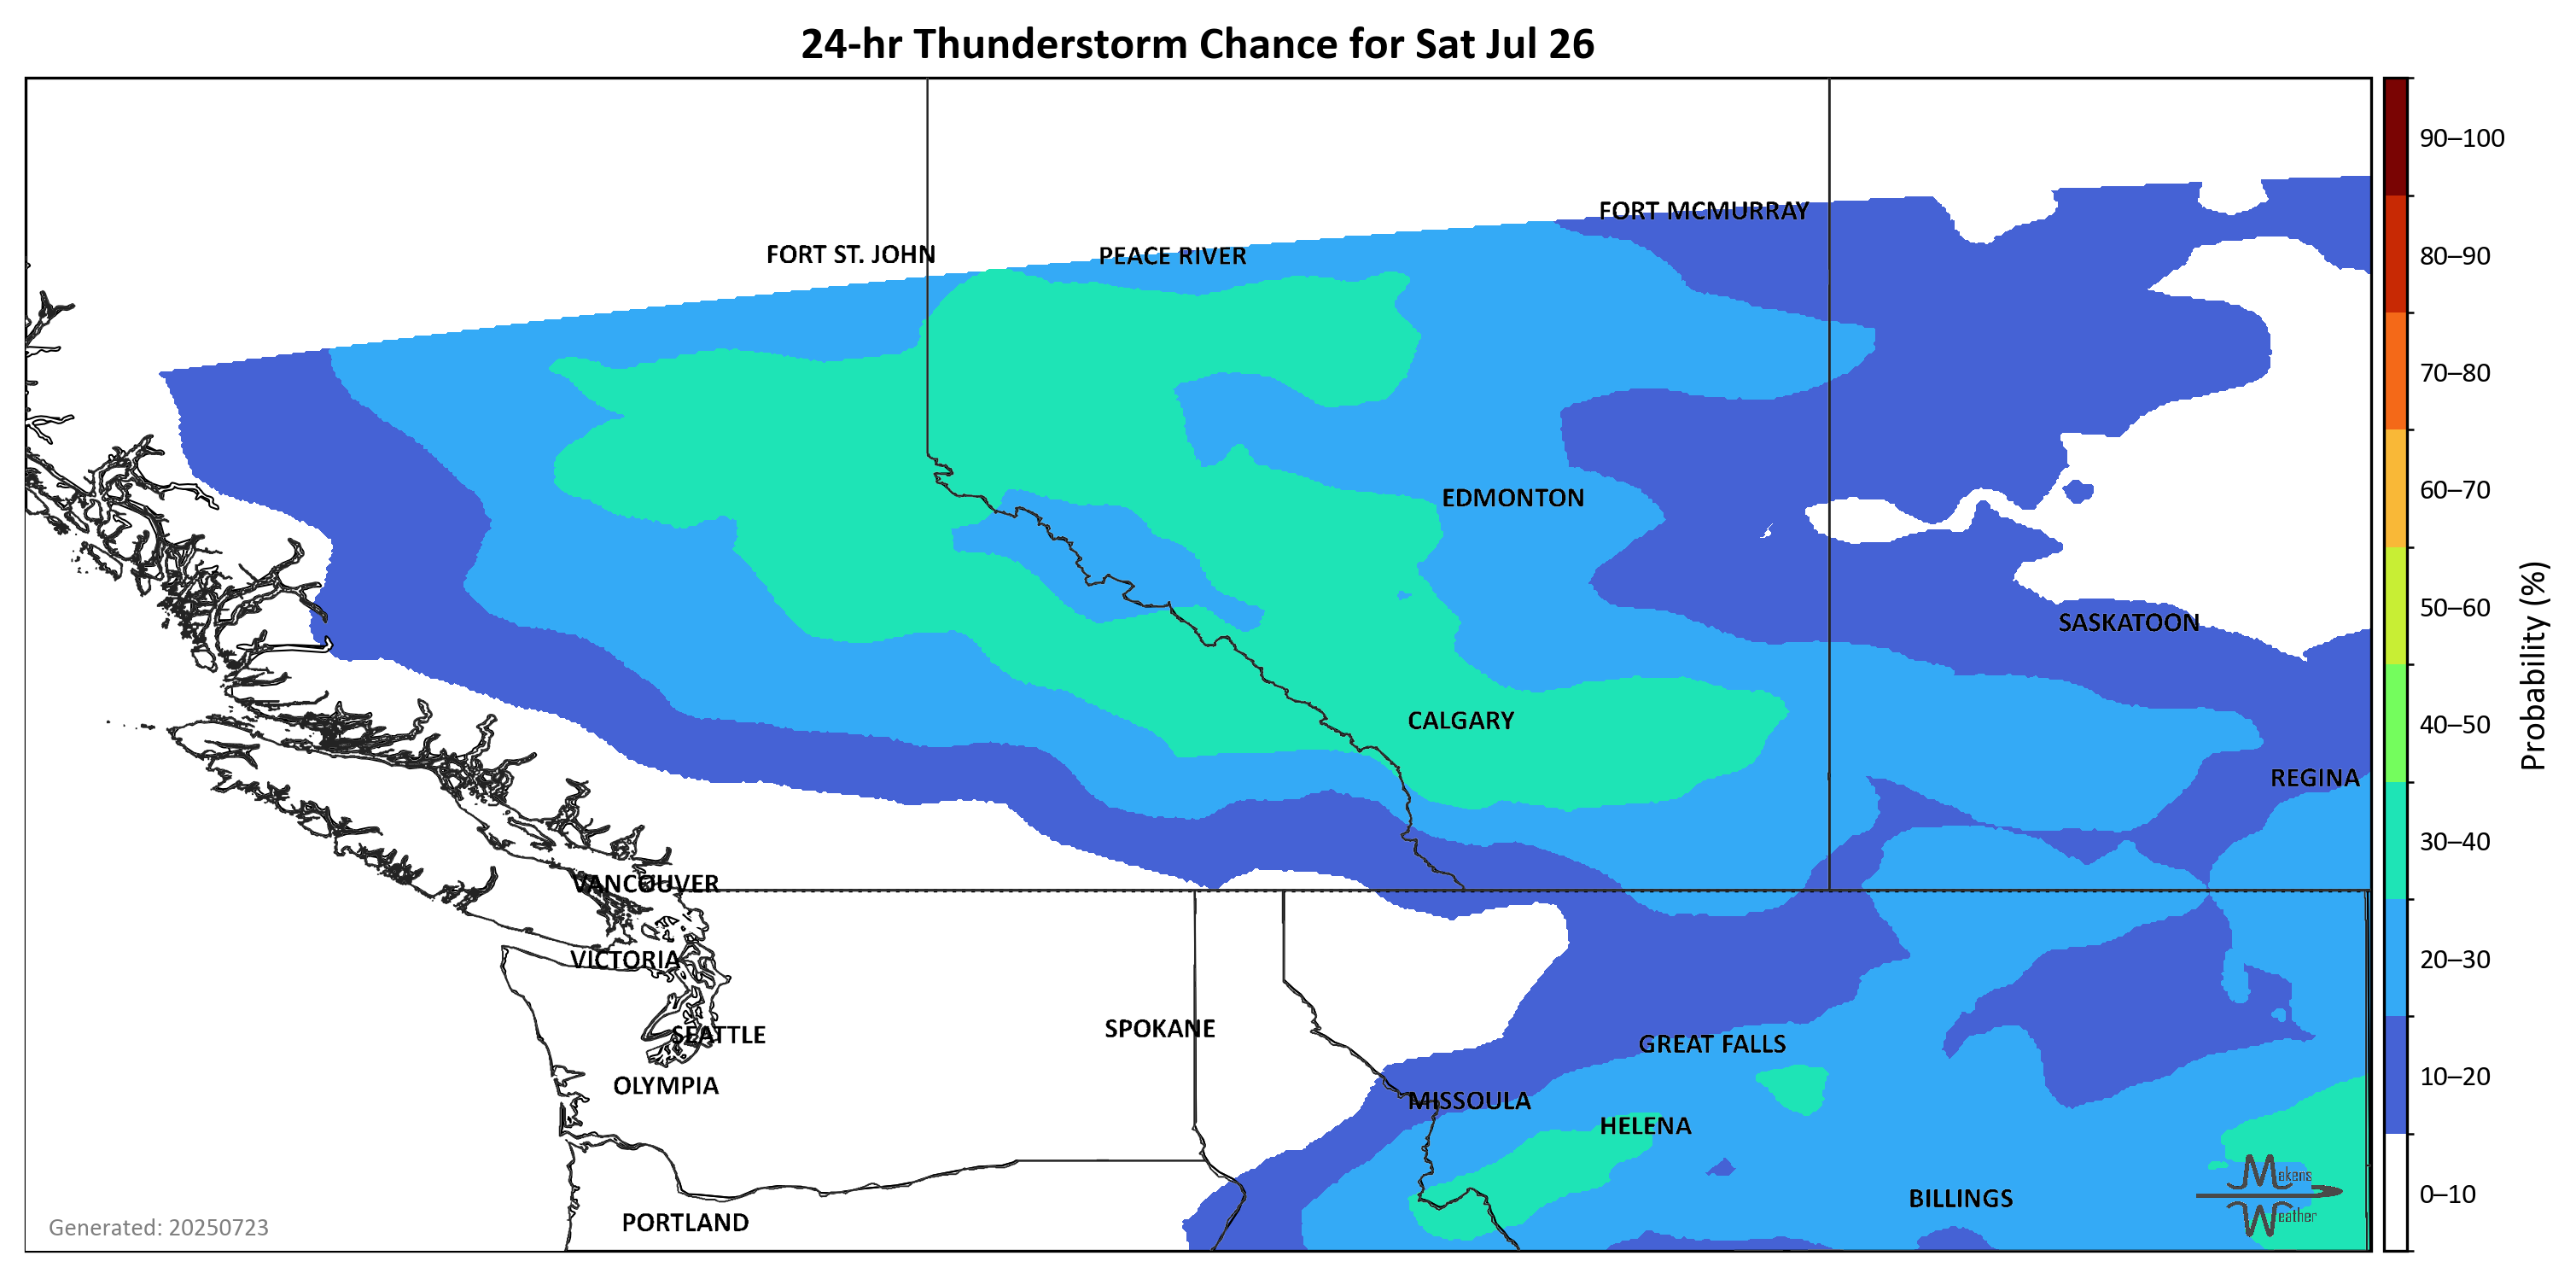 24-hr Thunderstorm Chance for Sat Jul 26
90–100
FORT MCMURRAY
FORT ST. JOHN
PEACE RIVER
80–90
70–80
EDMONTON
60–70
50–60
SASKATOON
Probability (%)
CALGARY
40–50
REGINA
30–40
VANCOUVER
VICTORIA
20–30
SPOKANE
SEATTLE
GREAT FALLS
10–20
OLYMPIA
MISSOULA
HELENA
Makens
Weather
0–10
BILLINGS
PORTLAND
Generated: 20250723